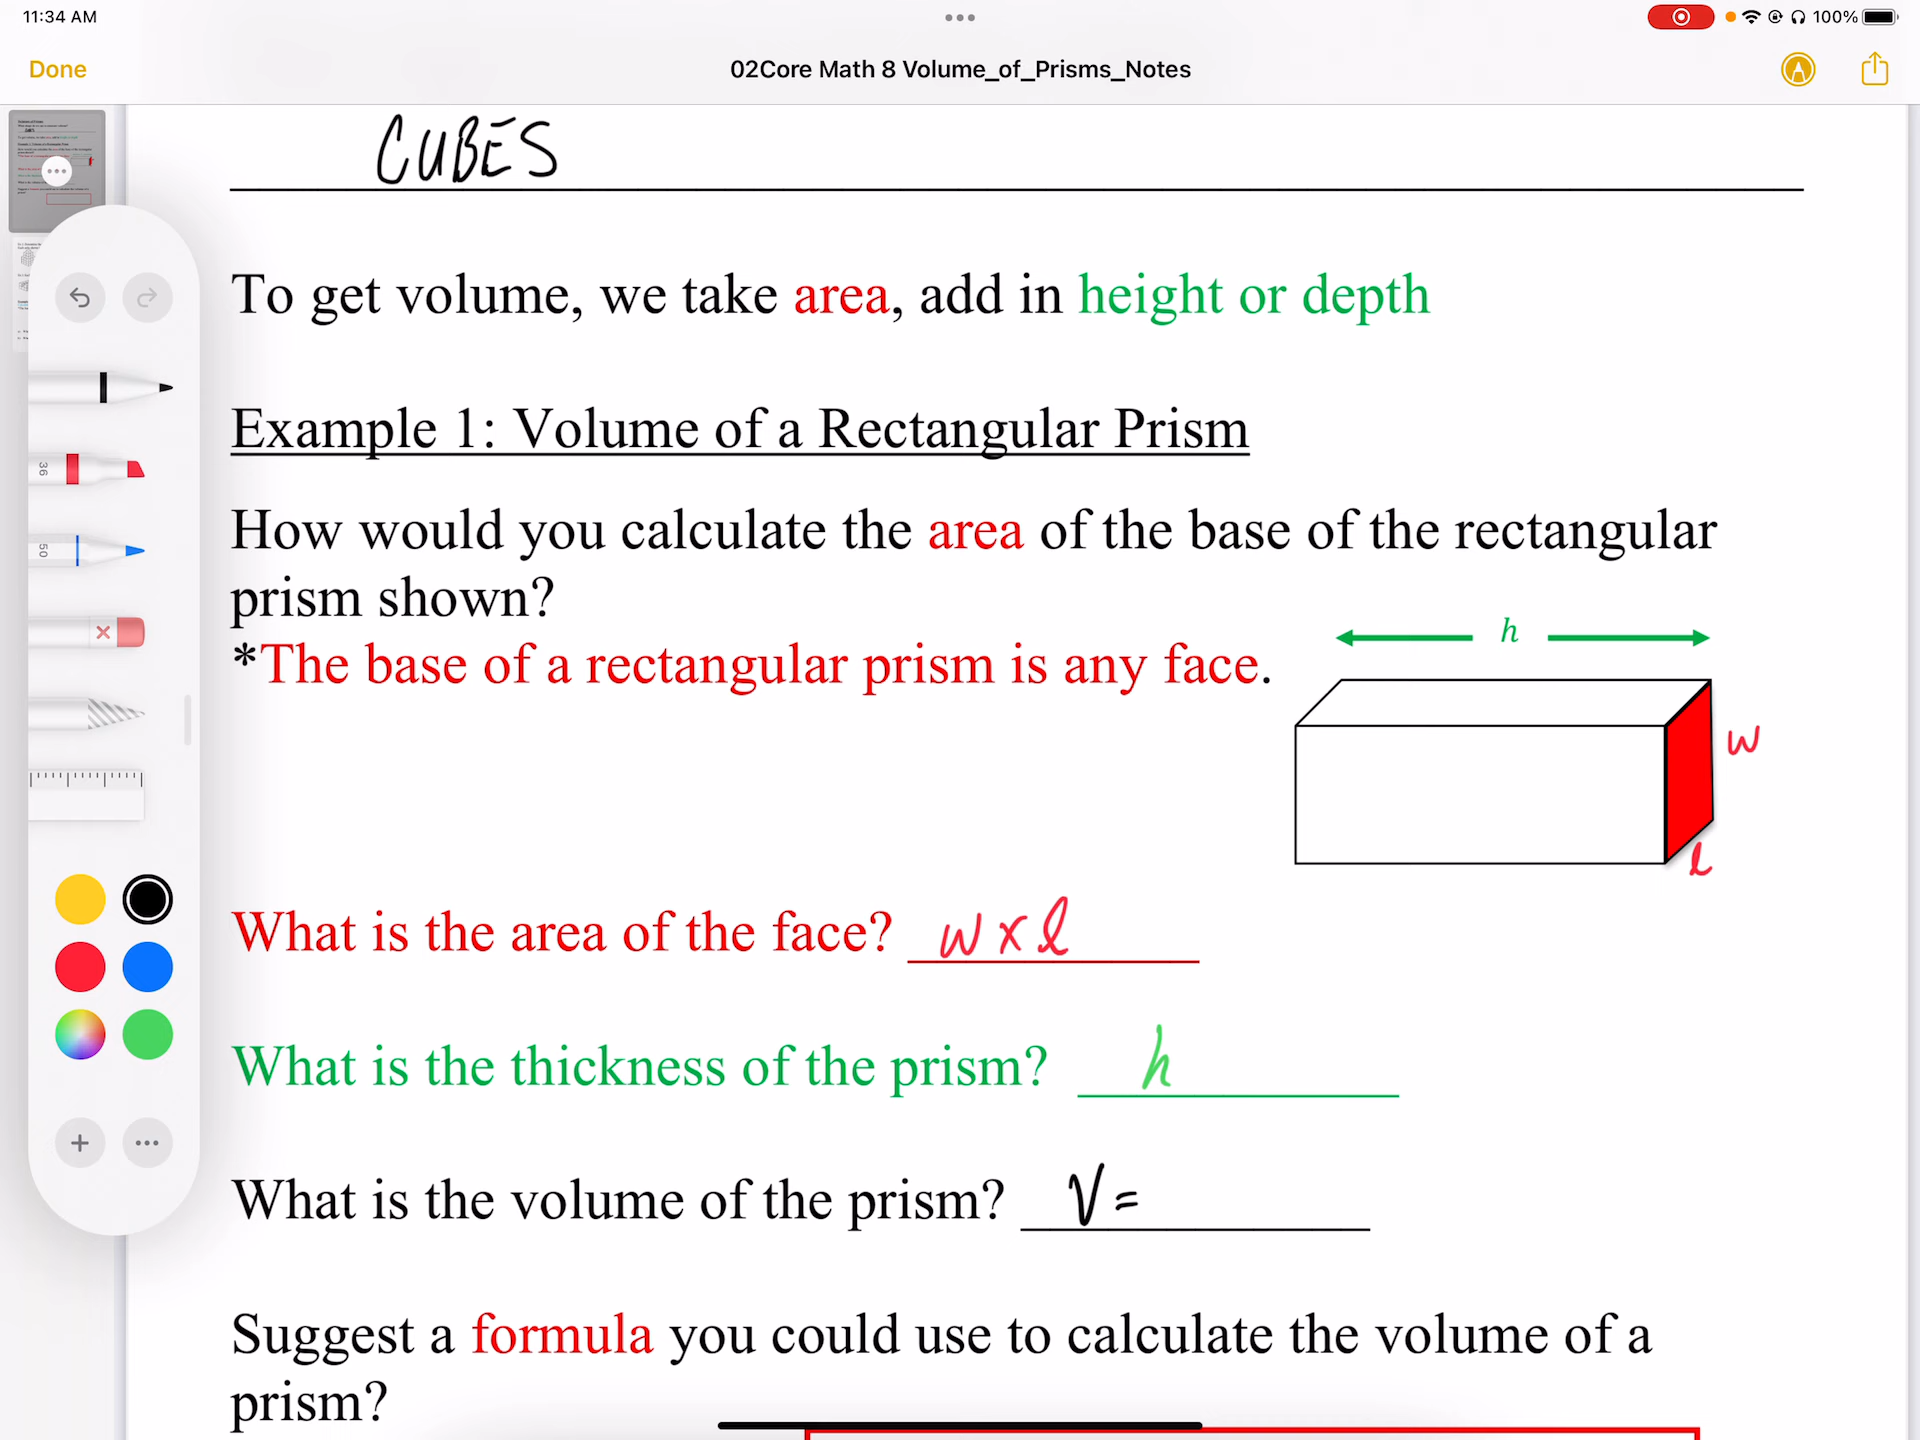 11:34 AM
100%
Done
02Core Math 8 Volume_of_Prisms_Notes
CUBES
To get volume, we take area, add in height or depth
Example 1: Volume of a Rectangular Prism
How would you calculate the area of the base of the rectangular
prism shown?
*The base of a rectangular prism is any face.
h
w
l
What is the area of the face? w x l
What is the thickness of the prism? h
What is the volume of the prism? V =
Suggest a formula you could use to calculate the volume of a
prism?
36
50